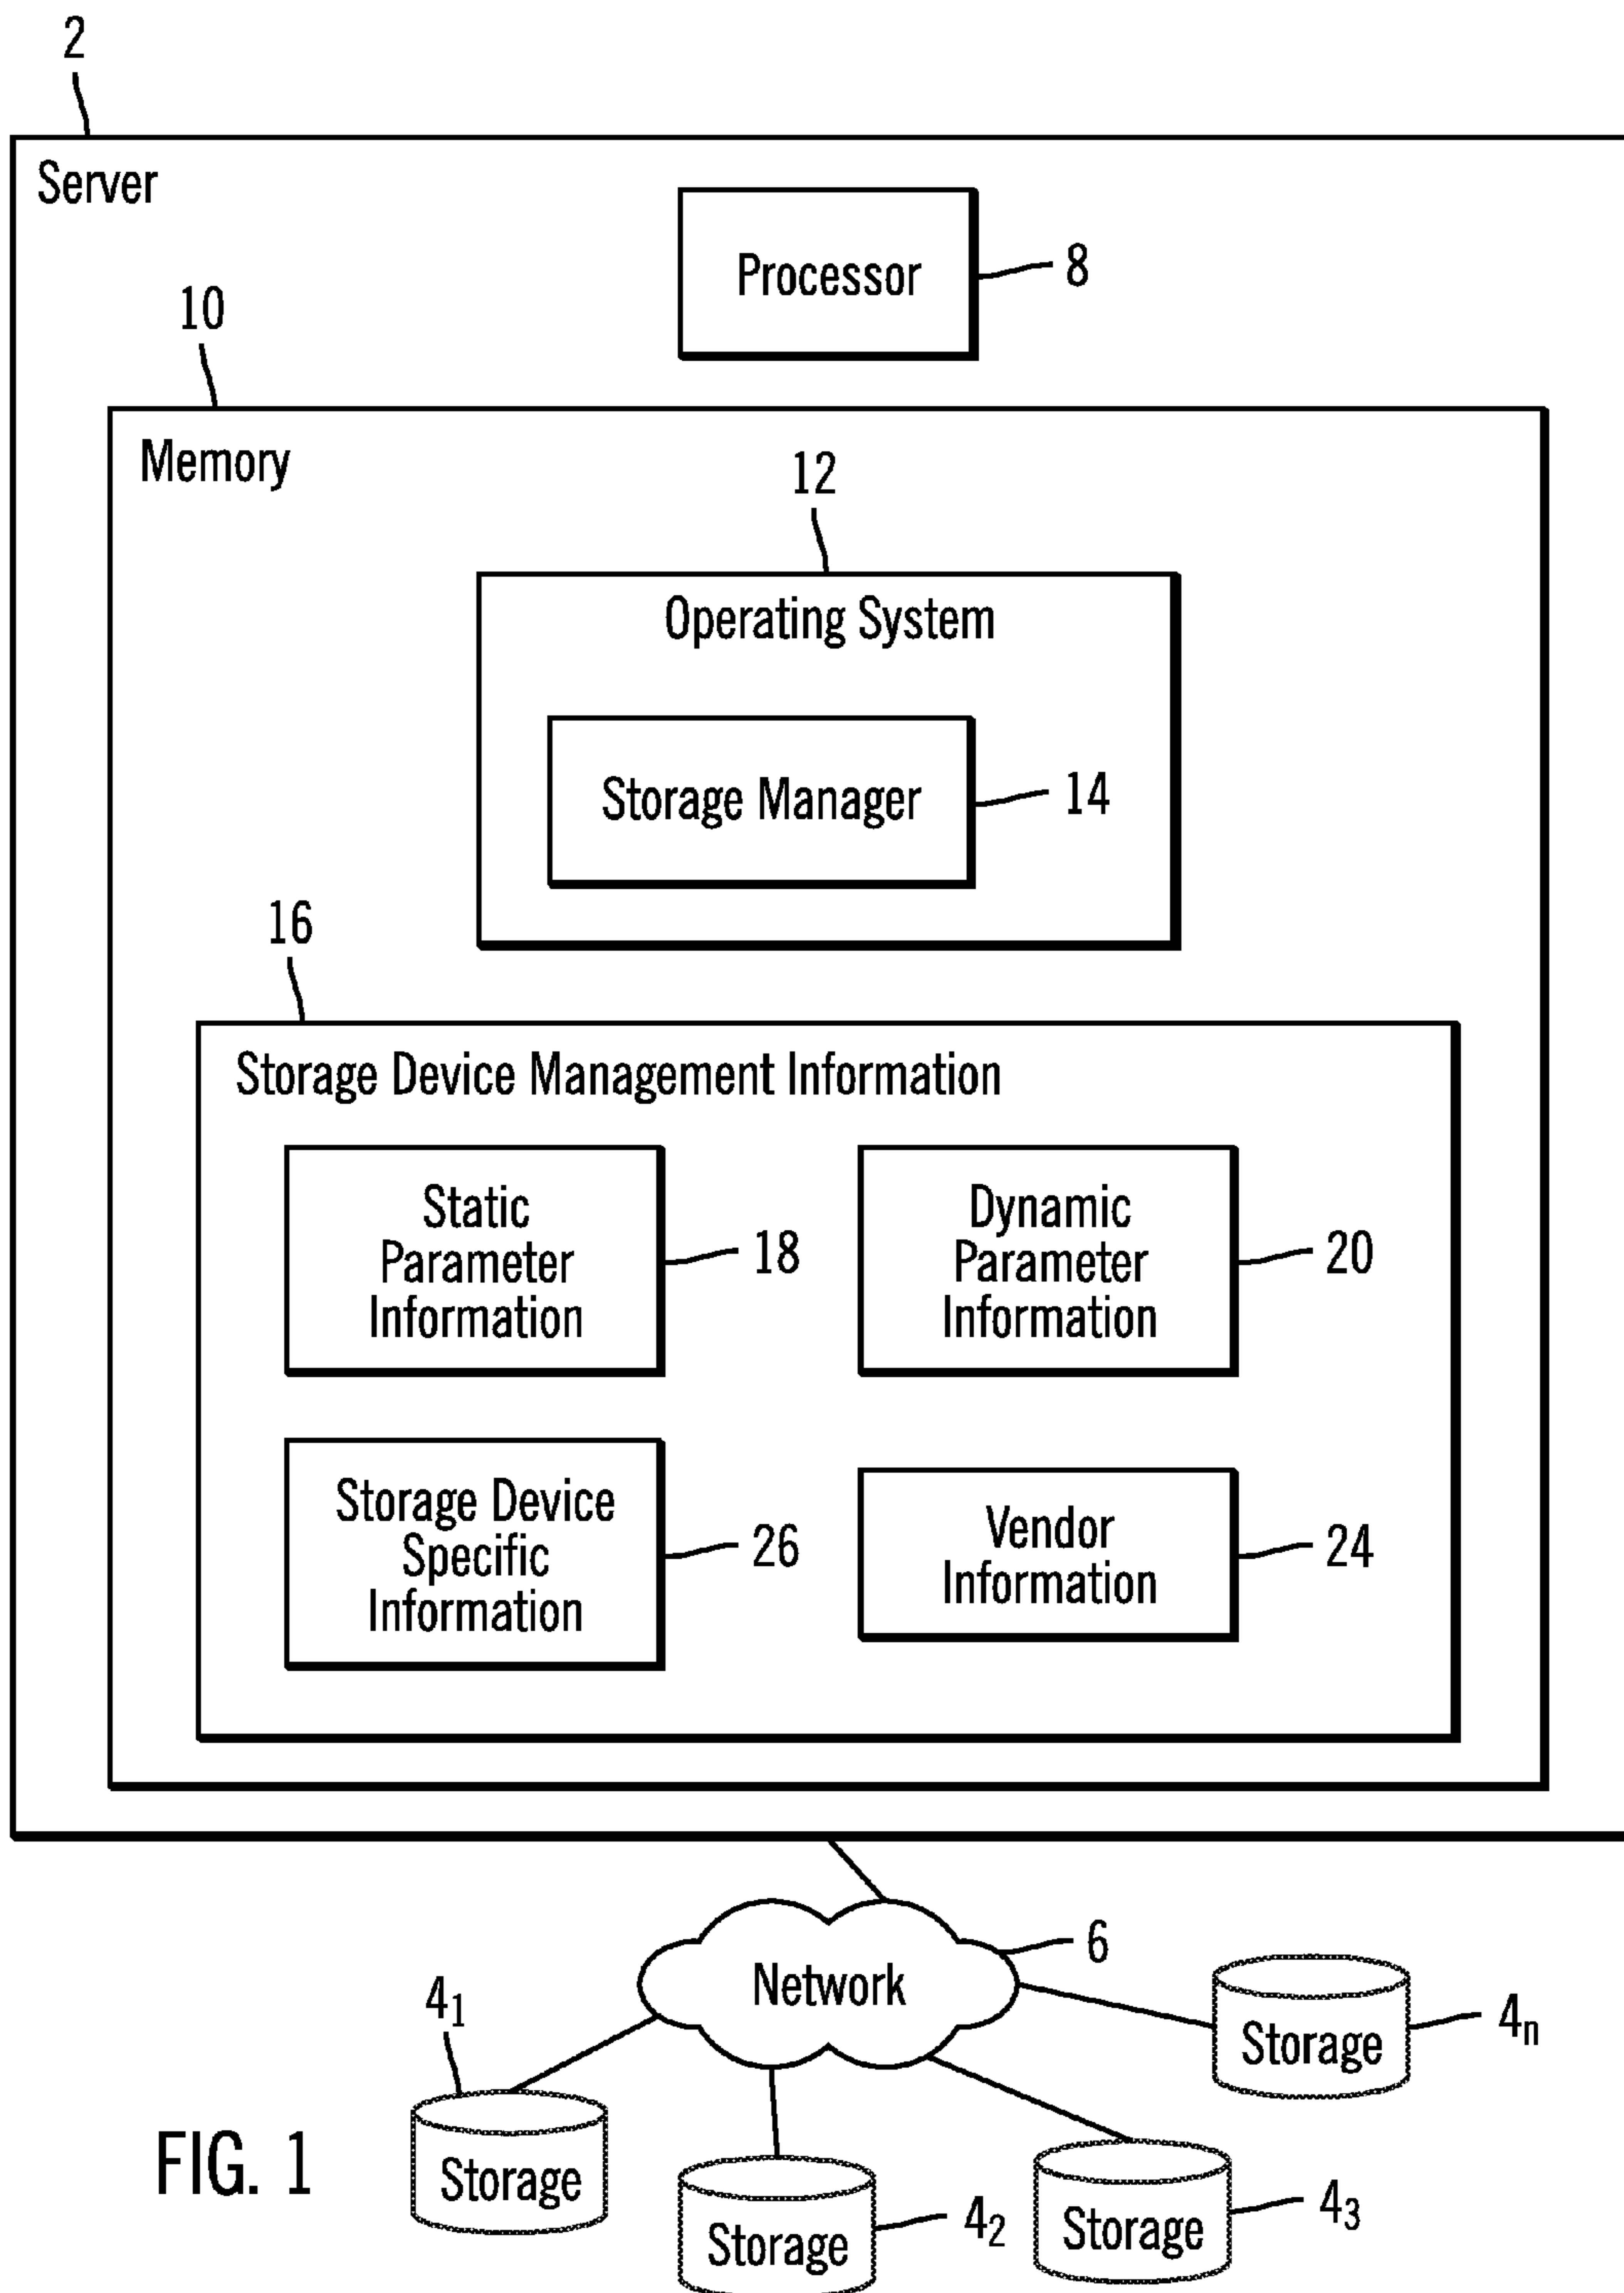 2
Server
Processor
8
10
Memory
12
Operating System
Storage Manager
14
16
Storage Device Management Information
Static
Parameter
Information
18
Dynamic
Parameter
Information
20
Storage Device
Specific
Information
26
Vendor
Information
24
Network
6
4₁
Storage
Storage
4ₙ
Storage
4₂
Storage
4₃
FIG. 1